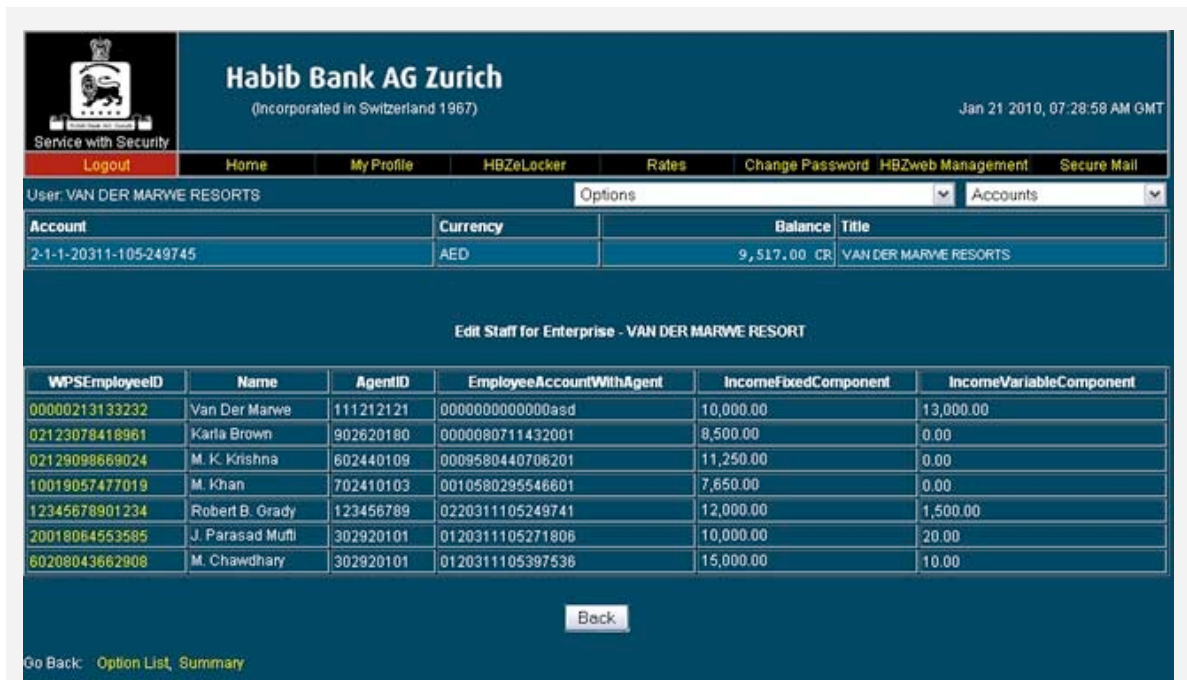 Habib Bank AG Zurich
(Incorporated in Switzerland 1967)
Jan 21 2010, 07:28:58 AM GMT
Service with Security
Logout Home My Profile HBZeLocker Rates Change Password HBZweb Management Secure Mail
User: VAN DER MARWE RESORTS Options Accounts
Account Currency Balance Title
2-1-1-20311-105-249745 AED 9,517.00 CR VAN DER MARWE RESORTS
Edit Staff for Enterprise - VAN DER MARWE RESORT
WPSEmployeeID Name AgentID EmployeeAccountWithAgent IncomeFixedComponent IncomeVariableComponent
00000213133232 Van Der Marwe 111212121 0000000000000asd 10,000.00 13,000.00
02123078418961 Karla Brown 902620180 0000080711432001 8,500.00 0.00
02129098669024 M. K. Krishna 602440109 0009580440706201 11,250.00 0.00
10019057477019 M. Khan 702410103 0010580295546601 7,650.00 0.00
12345678901234 Robert B. Grady 123456789 0220311105249741 12,000.00 1,500.00
20018064553585 J. Parasad Mufti 302920101 0120311105271806 10,000.00 20.00
60208043662908 M. Chawdhary 302920101 0120311105397536 15,000.00 10.00
Back
Go Back: Option List, Summary